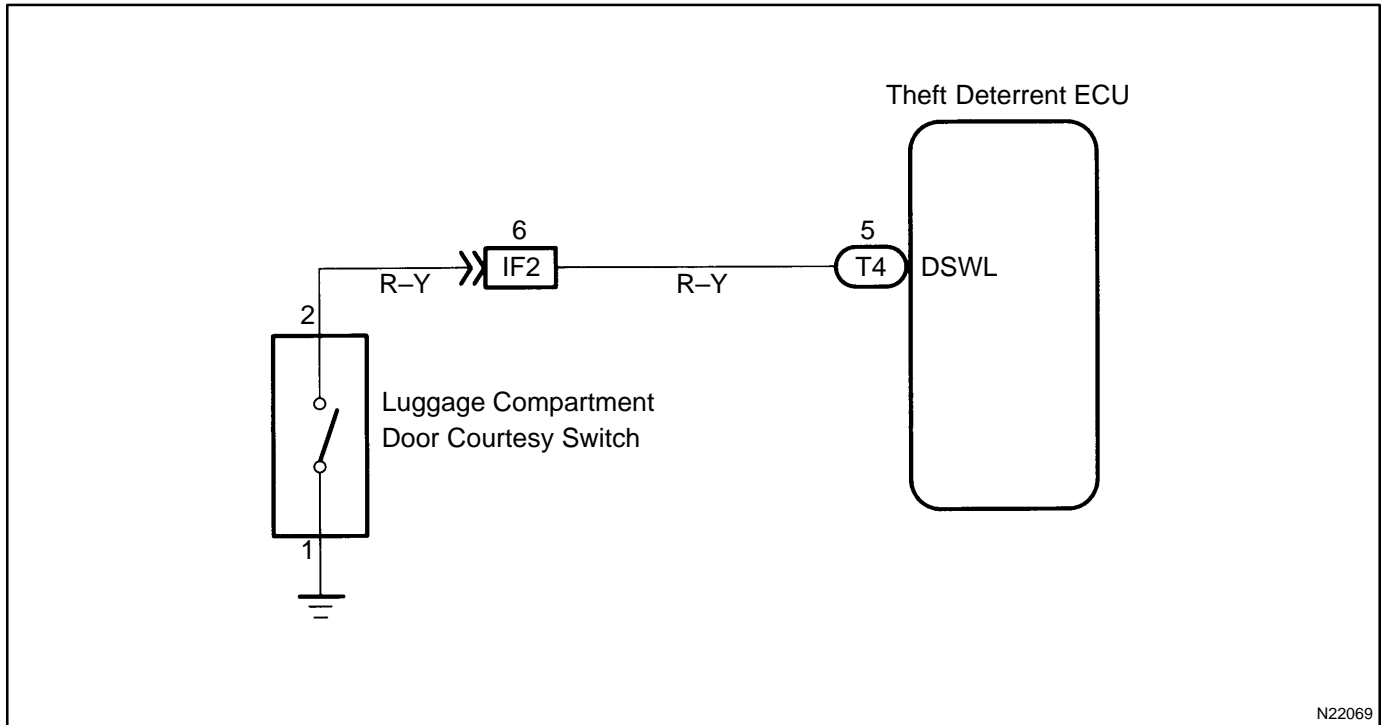 Theft Deterrent ECU
6
IF2
R–Y
R–Y
5
T4
DSWL
2
Luggage Compartment
Door Courtesy Switch
1
N22069